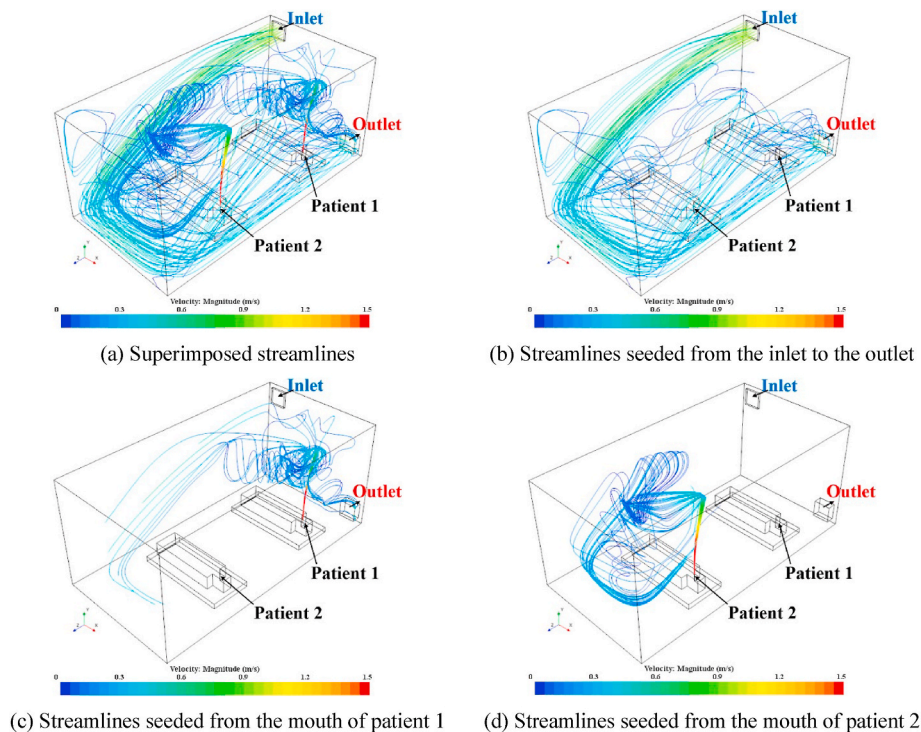 Inlet
Outlet
Patient 1
Patient 2
Velocity: Magnitude (m/s)
0 0.3 0.6 0.9 1.2 1.5
(a) Superimposed streamlines
Inlet
Outlet
Patient 1
Patient 2
Velocity: Magnitude (m/s)
0 0.3 0.6 0.9 1.2 1.5
(b) Streamlines seeded from the inlet to the outlet
Inlet
Outlet
Patient 1
Patient 2
Velocity: Magnitude (m/s)
0 0.3 0.6 0.9 1.2 1.5
(c) Streamlines seeded from the mouth of patient 1
Inlet
Outlet
Patient 1
Patient 2
Velocity: Magnitude (m/s)
0 0.3 0.6 0.9 1.2 1.5
(d) Streamlines seeded from the mouth of patient 2